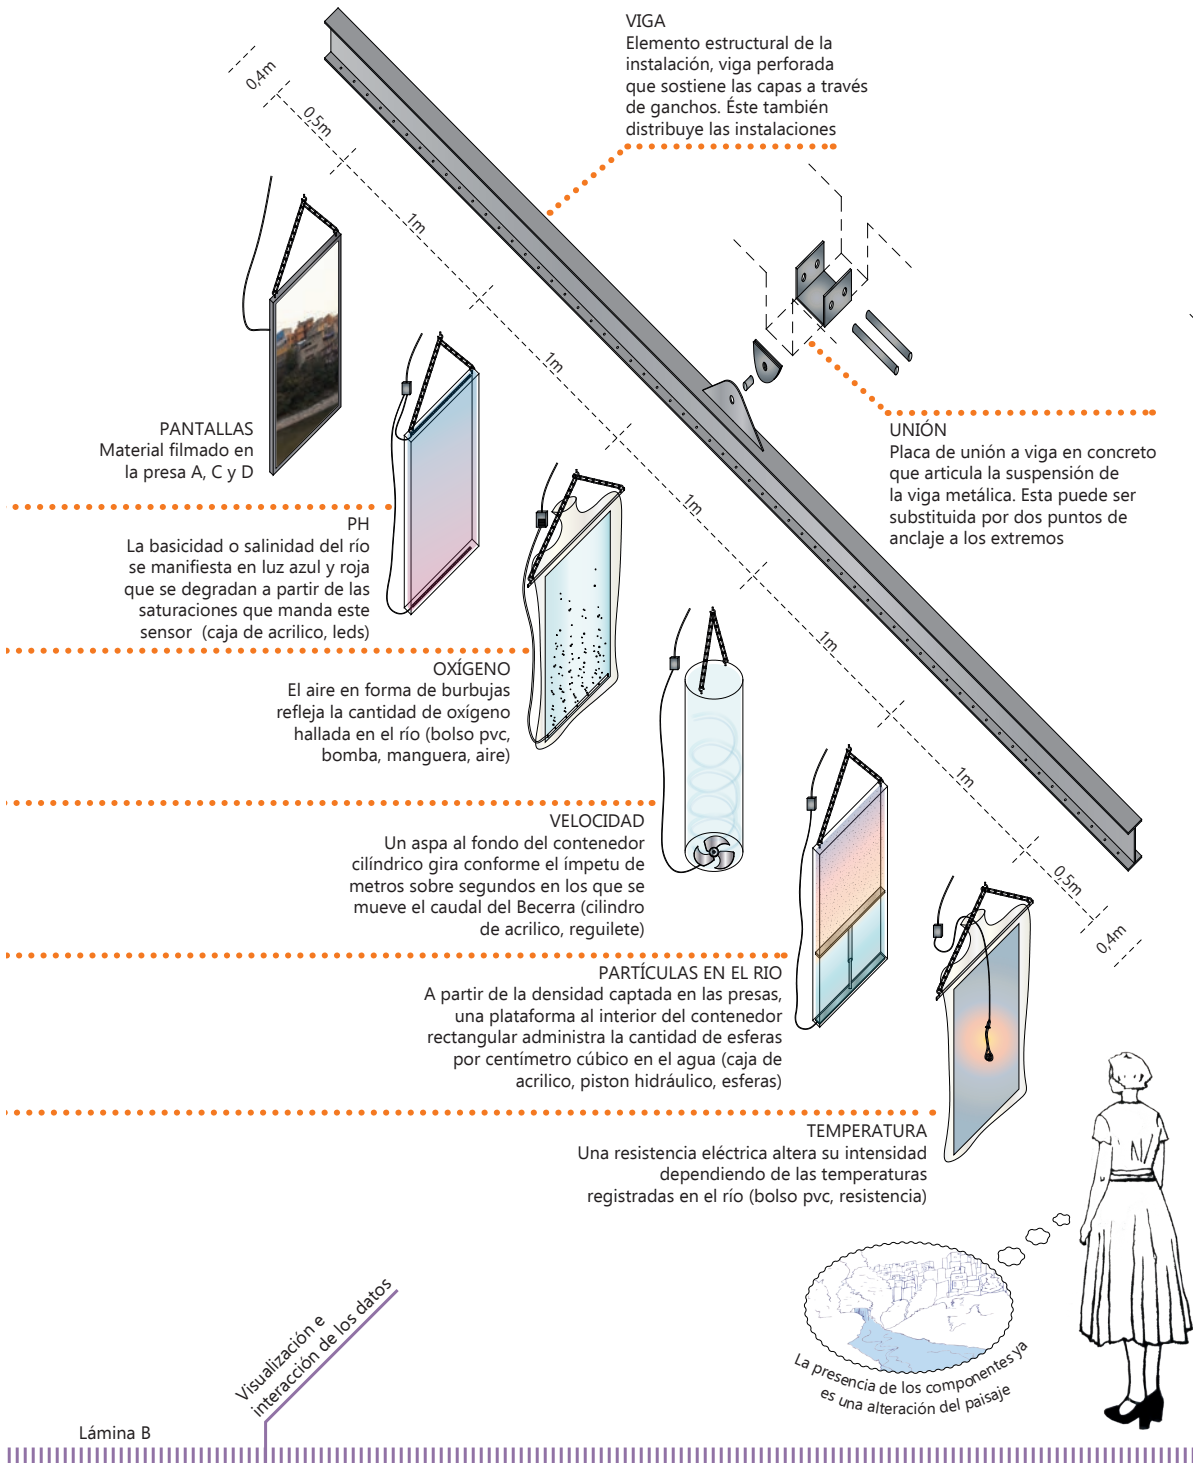 VIGA
Elemento estructural de la
instalación, viga perforada
que sostiene las capas a través
de ganchos. Éste también
distribuye las instalaciones
0,4m
0,5m
1m
1m
1m
1m
1m
0,5m
0,4m
UNIÓN
Placa de unión a viga en concreto
que articula la suspensión de
la viga metálica. Esta puede ser
substituida por dos puntos de
anclaje a los extremos
PANTALLAS
Material filmado en
la presa A, C y D
PH
La basicidad o salinidad del río
se manifiesta en luz azul y roja
que se degradan a partir de las
saturaciones que manda este
sensor (caja de acrilico, leds)
OXÍGENO
El aire en forma de burbujas
refleja la cantidad de oxígeno
hallada en el río (bolso pvc,
bomba, manguera, aire)
VELOCIDAD
Un aspa al fondo del contenedor
cilíndrico gira conforme el ímpetu de
metros sobre segundos en los que se
mueve el caudal del Becerra (cilindro
de acrilico, reguilete)
PARTÍCULAS EN EL RIO
A partir de la densidad captada en las presas,
una plataforma al interior del contenedor
rectangular administra la cantidad de esferas
por centímetro cúbico en el agua (caja de
acrilico, piston hidráulico, esferas)
TEMPERATURA
Una resistencia eléctrica altera su intensidad
dependiendo de las temperaturas
registradas en el río (bolso pvc, resistencia)
La presencia de los componentes ya
es una alteración del paisaje
Visualización e
interacción de los datos
Lámina B